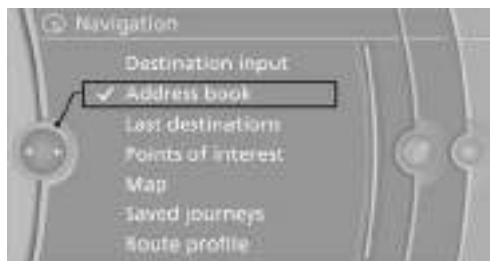 Navigation
Destination input
Address book
Last destinations
Points of interest
Map
Saved journeys
Route profile